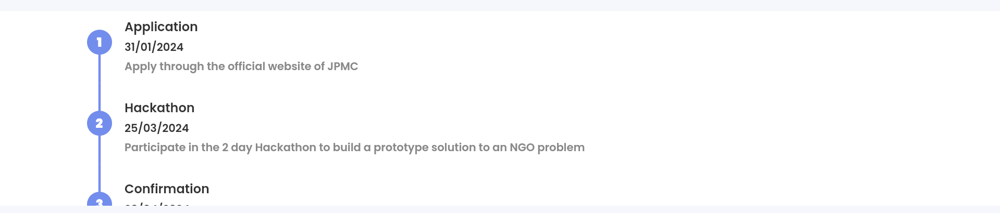 Application
1
31/01/2024
Apply through the official website of JPMC
Hackathon
2
25/03/2024
Participate in the 2 day Hackathon to build a prototype solution to an NGO problem
Confirmation
3